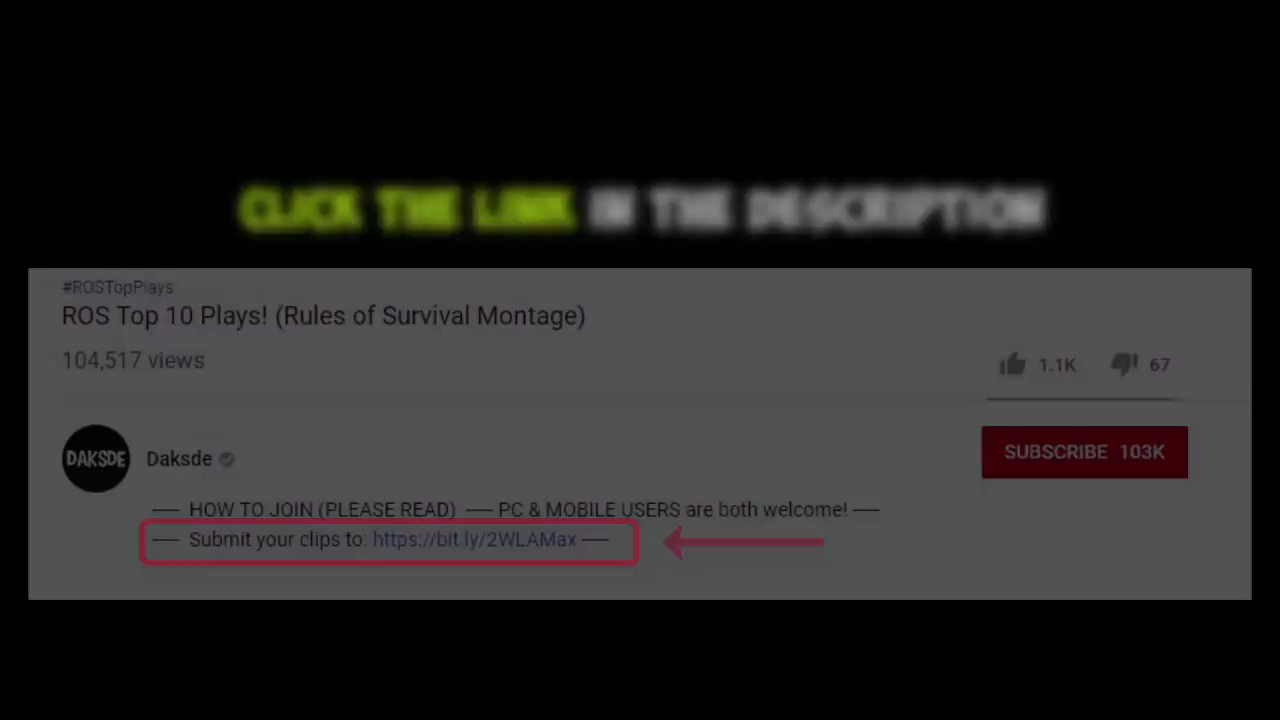 CLICK THE LINK IN THE DESCRIPTION
#ROSTopPlays
ROS Top 10 Plays! (Rules of Survival Montage)
104,517 views
1.1K 67
DAKSDE Daksde
SUBSCRIBE 103K
—— HOW TO JOIN (PLEASE READ) —— PC & MOBILE USERS are both welcome! ——
—— Submit your clips to: https://bit.ly/2WLAMax ——